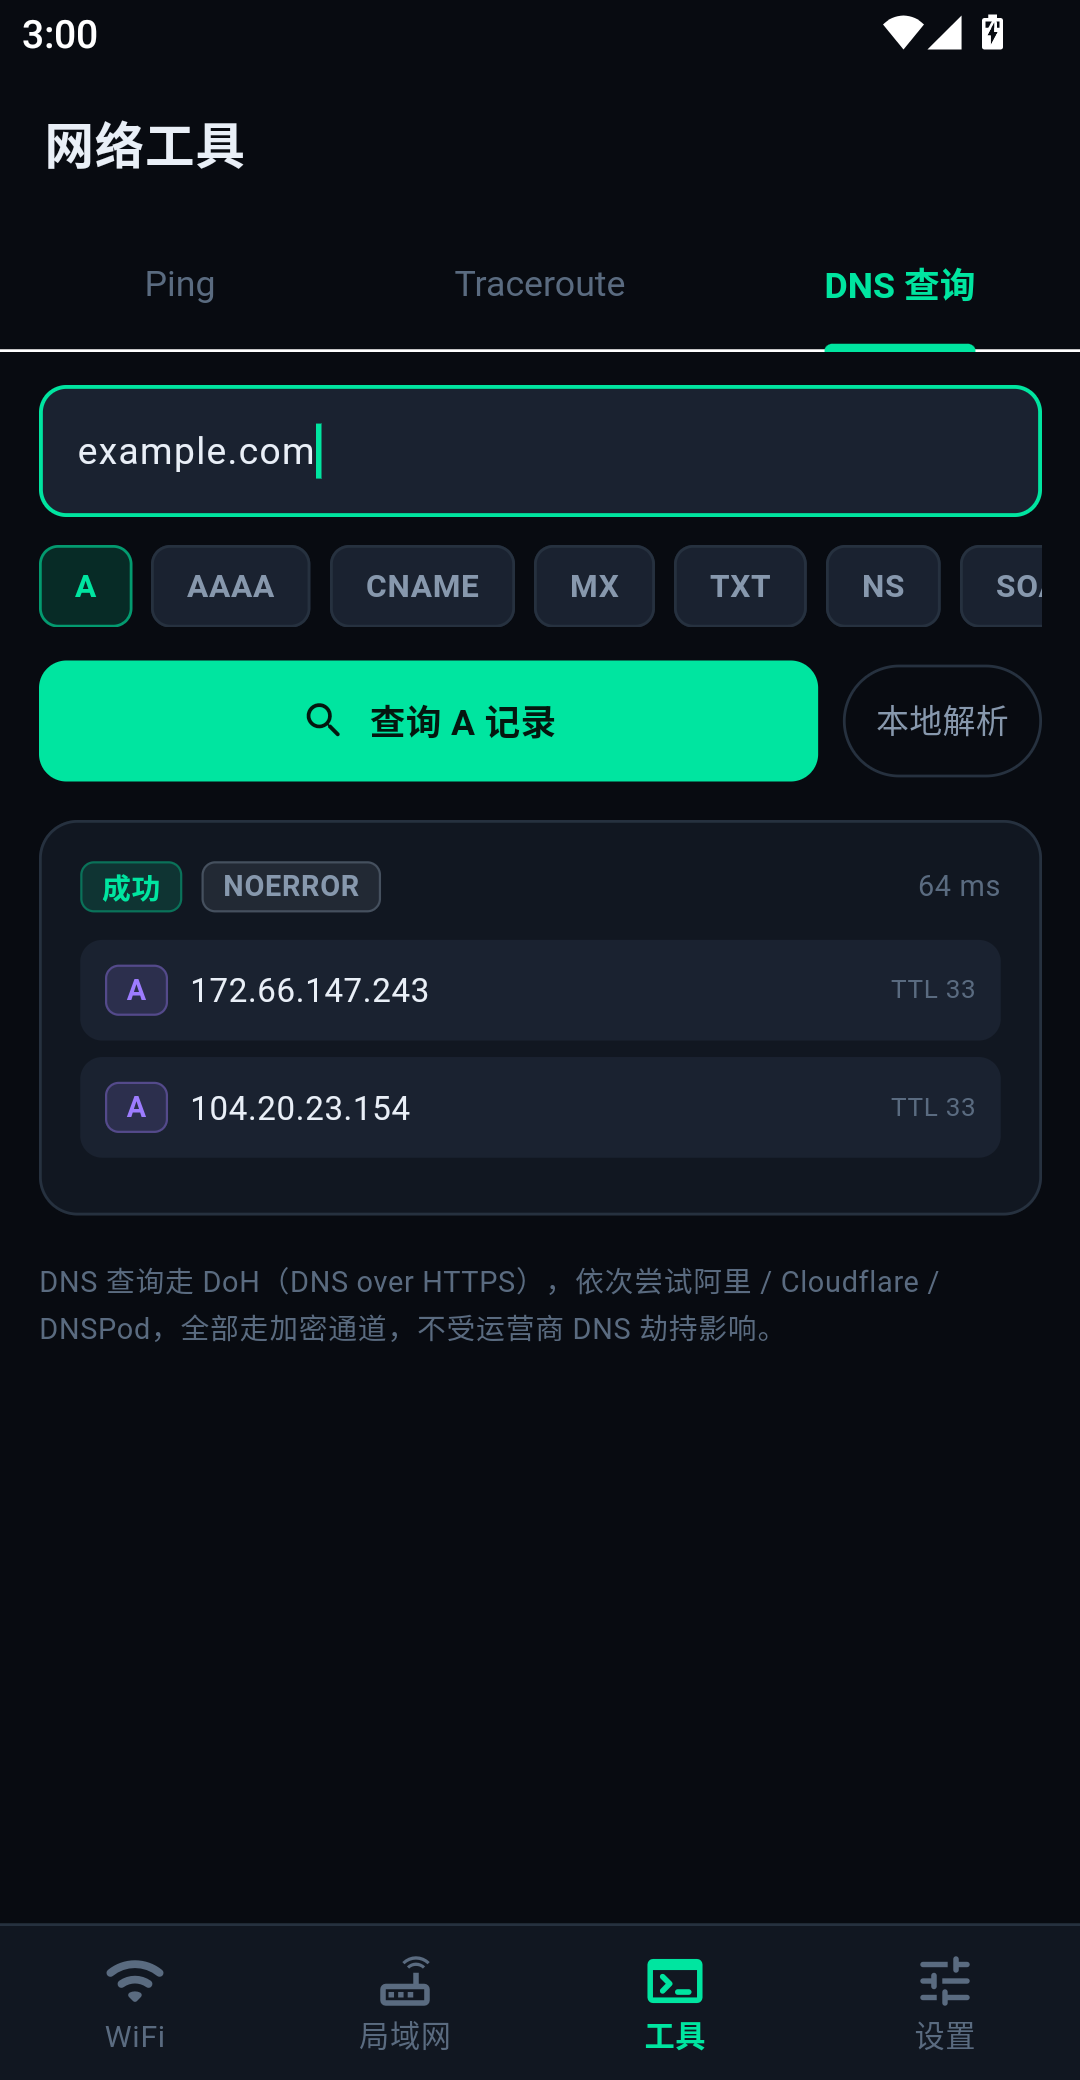 3:00
网络工具
Ping Traceroute DNS 查询
example.com
A AAAA CNAME MX TXT NS SOA
查询 A 记录 本地解析
成功 NOERROR 64 ms
A 172.66.147.243 TTL 33
A 104.20.23.154 TTL 33
DNS 查询走 DoH（DNS over HTTPS），依次尝试阿里 / Cloudflare /
DNSPod，全部走加密通道，不受运营商 DNS 劫持影响。
WiFi 局域网 工具 设置